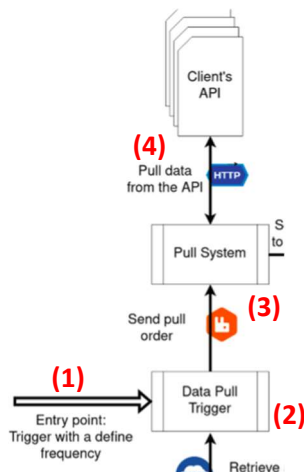 Client's
API
(4)
Pull data
from the API
HTTP
S
to
Pull System
(3)
Send pull
order
(1)
Data Pull
Trigger
(2)
Entry point:
Trigger with a define
frequency
Retrieve